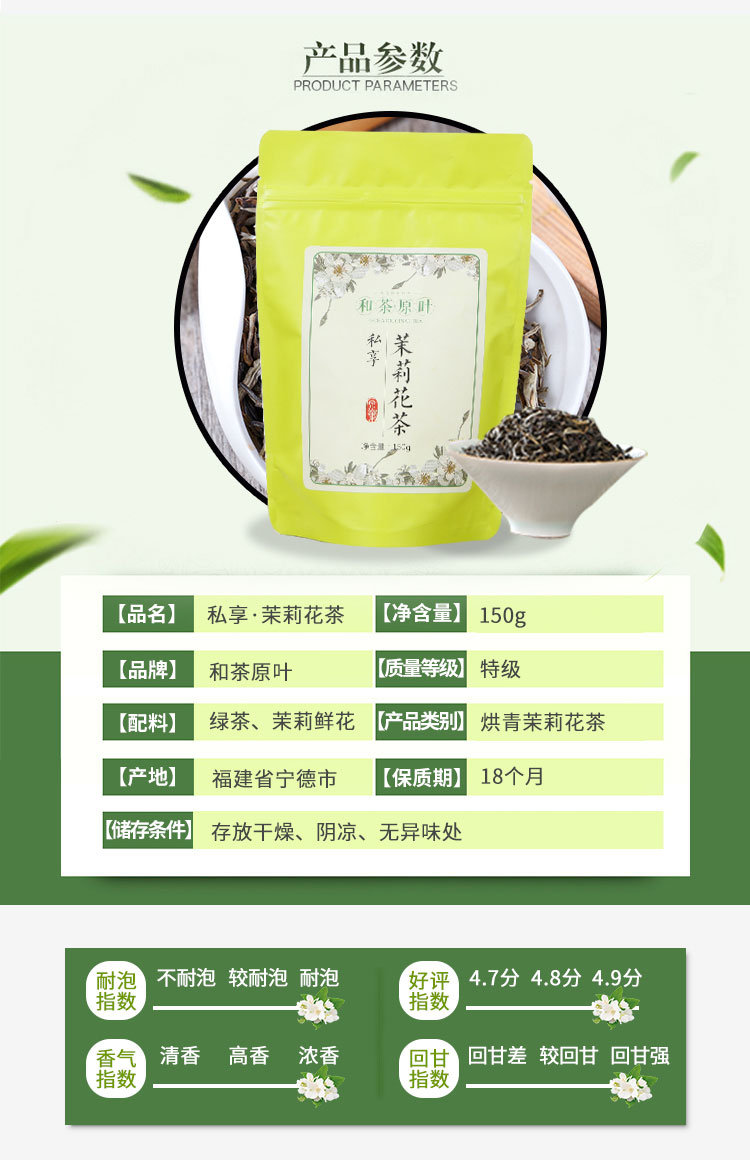 产品参数
PRODUCT PARAMETERS
和茶原叶
私享
茉莉花茶
净含量：150g
【品名】 私享·茉莉花茶 【净含量】 150g
【品牌】 和茶原叶 【质量等级】 特级
【配料】 绿茶、茉莉鲜花 【产品类别】 烘青茉莉花茶
【产地】 福建省宁德市 【保质期】 18个月
【储存条件】 存放干燥、阴凉、无异味处
耐泡指数 不耐泡 较耐泡 耐泡
好评指数 4.7分 4.8分 4.9分
香气指数 清香 高香 浓香
回甘指数 回甘差 较回甘 回甘强